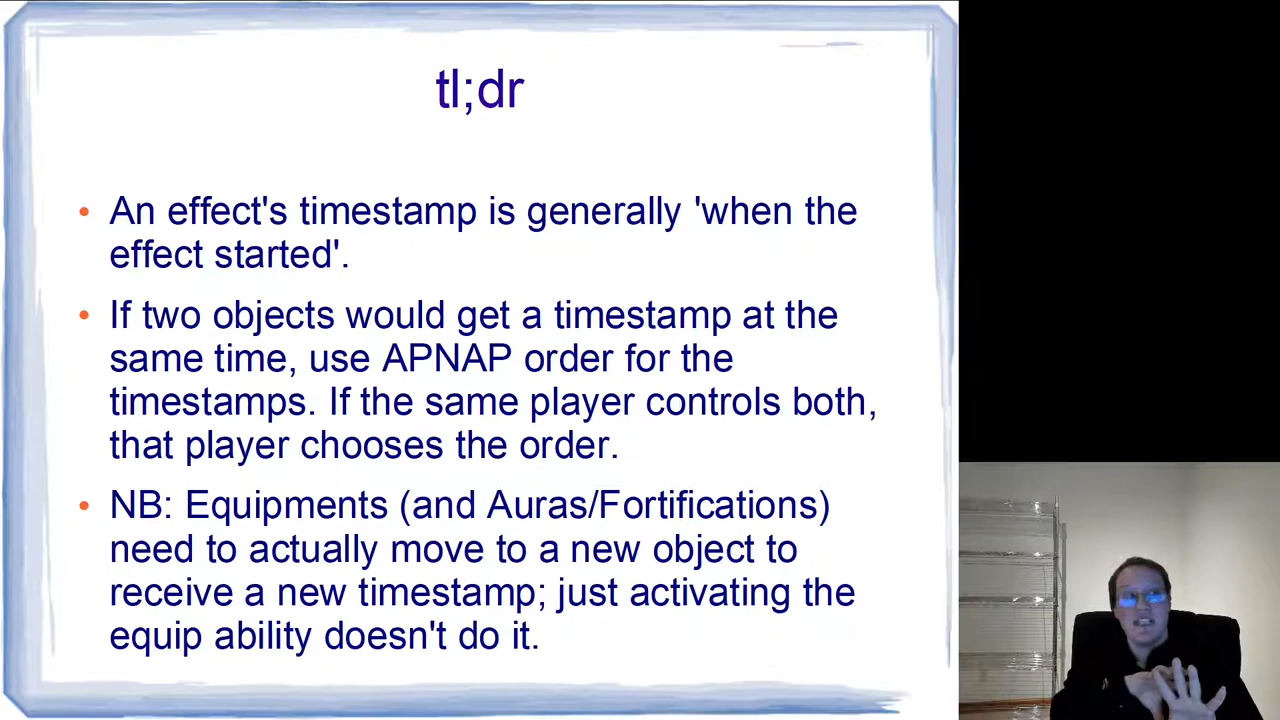 tl;dr
• An effect's timestamp is generally 'when the
effect started'.
• If two objects would get a timestamp at the
same time, use APNAP order for the
timestamps. If the same player controls both,
that player chooses the order.
• NB: Equipments (and Auras/Fortifications)
need to actually move to a new object to
receive a new timestamp; just activating the
equip ability doesn't do it.